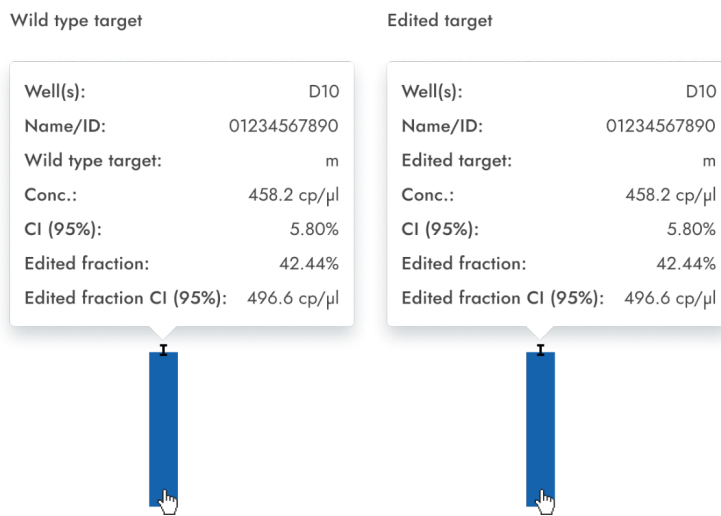 Wild type target
Well(s): D10
Name/ID: 01234567890
Wild type target: m
Conc.: 458.2 cp/µl
CI (95%): 5.80%
Edited fraction: 42.44%
Edited fraction CI (95%): 496.6 cp/µl
Edited target
Well(s): D10
Name/ID: 01234567890
Edited target: m
Conc.: 458.2 cp/µl
CI (95%): 5.80%
Edited fraction: 42.44%
Edited fraction CI (95%): 496.6 cp/µl